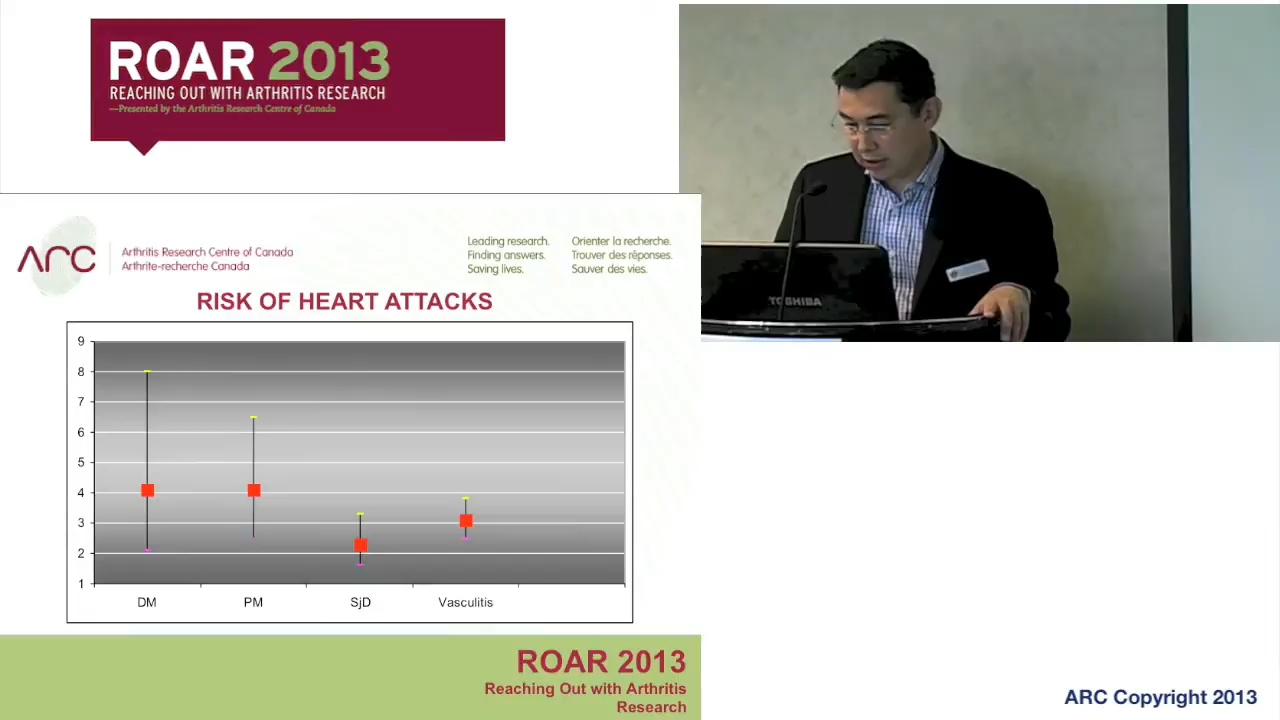 ROAR 2013
REACHING OUT WITH ARTHRITIS RESEARCH
—Presented by the Arthritis Research Centre of Canada
ARC
Arthritis Research Centre of Canada
Arthrite-recherche Canada
Leading research.
Finding answers.
Saving lives.
Orienter la recherche.
Trouver des réponses.
Sauver des vies.
RISK OF HEART ATTACKS
9
8
7
6
5
4
3
2
1
DM PM SjD Vasculitis
ROAR 2013
Reaching Out with Arthritis
Research
TOSHIBA
ARC Copyright 2013